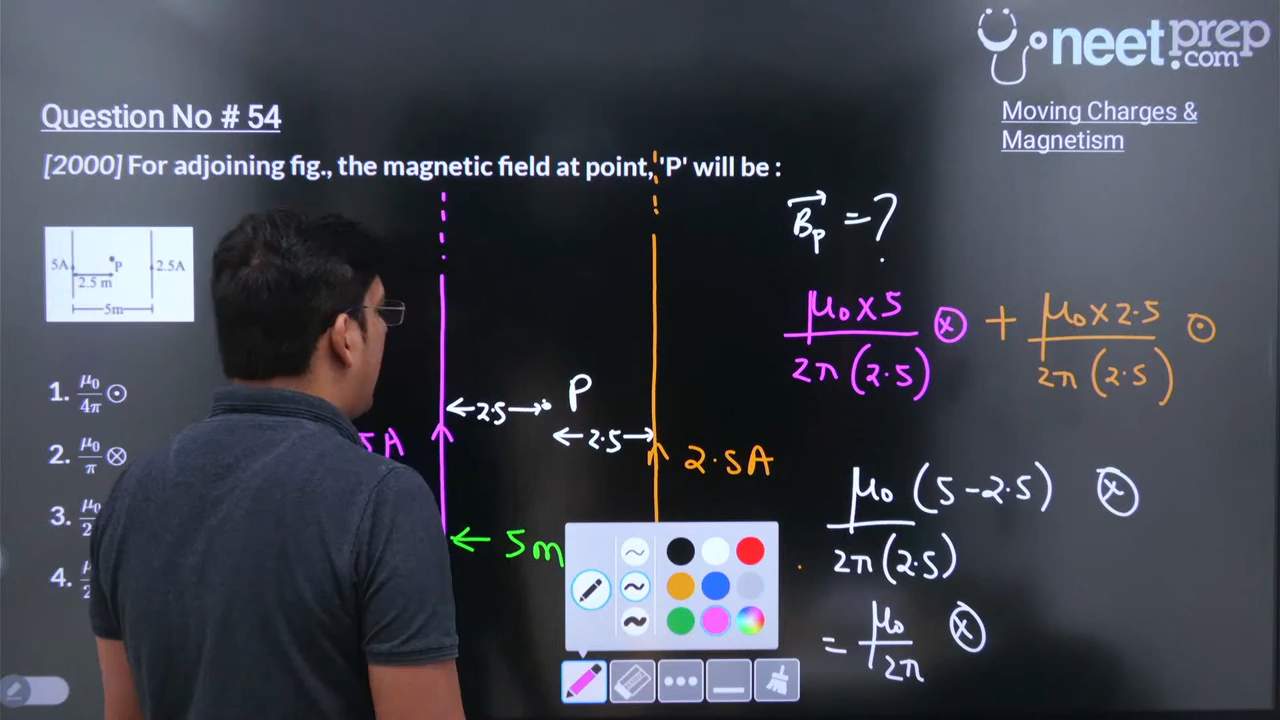 neetprep
.com
Moving Charges &
Magnetism
Question No # 54
[2000] For adjoining fig., the magnetic field at point, 'P' will be :
5A
P
2.5A
2.5 m
5m
1. μ₀/4π ⊙
2. μ₀/π ⊗
3.
4.
←2.5→ P
←2.5→
5A
2.5A
← 5m
B⃗p = ?
μ₀×5/2π(2.5) ⊗ + μ₀×2.5/2π(2.5) ⊙
μ₀(5-2.5)/2π(2.5) ⊗
= μ₀/2π ⊗